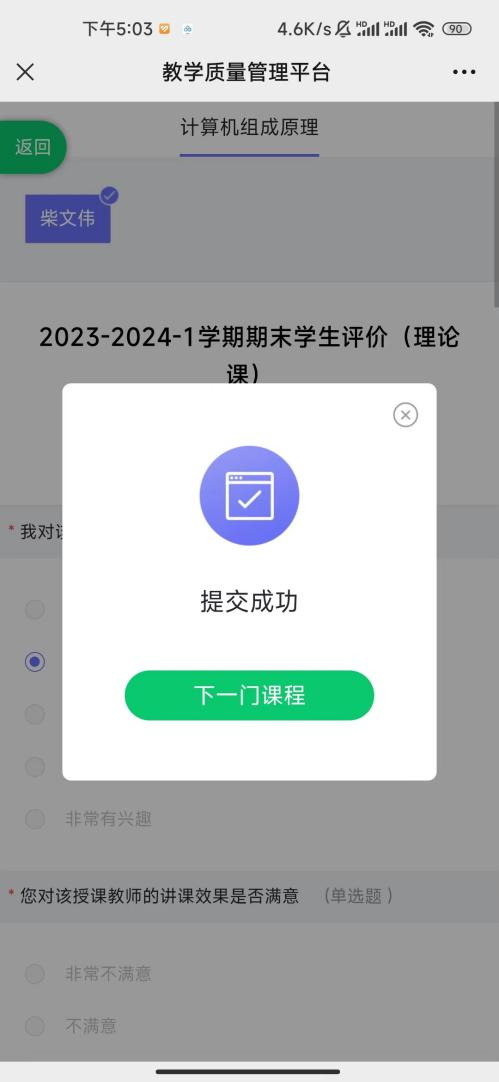 下午5:03
4.6K/s HD HD 90
教学质量管理平台
计算机组成原理
返回
柴文伟
2023-2024-1学期期末学生评价（理论
课）
* 我对
提交成功
下一门课程
非常有兴趣
* 您对该授课教师的讲课效果是否满意 （单选题 ）
非常不满意
不满意